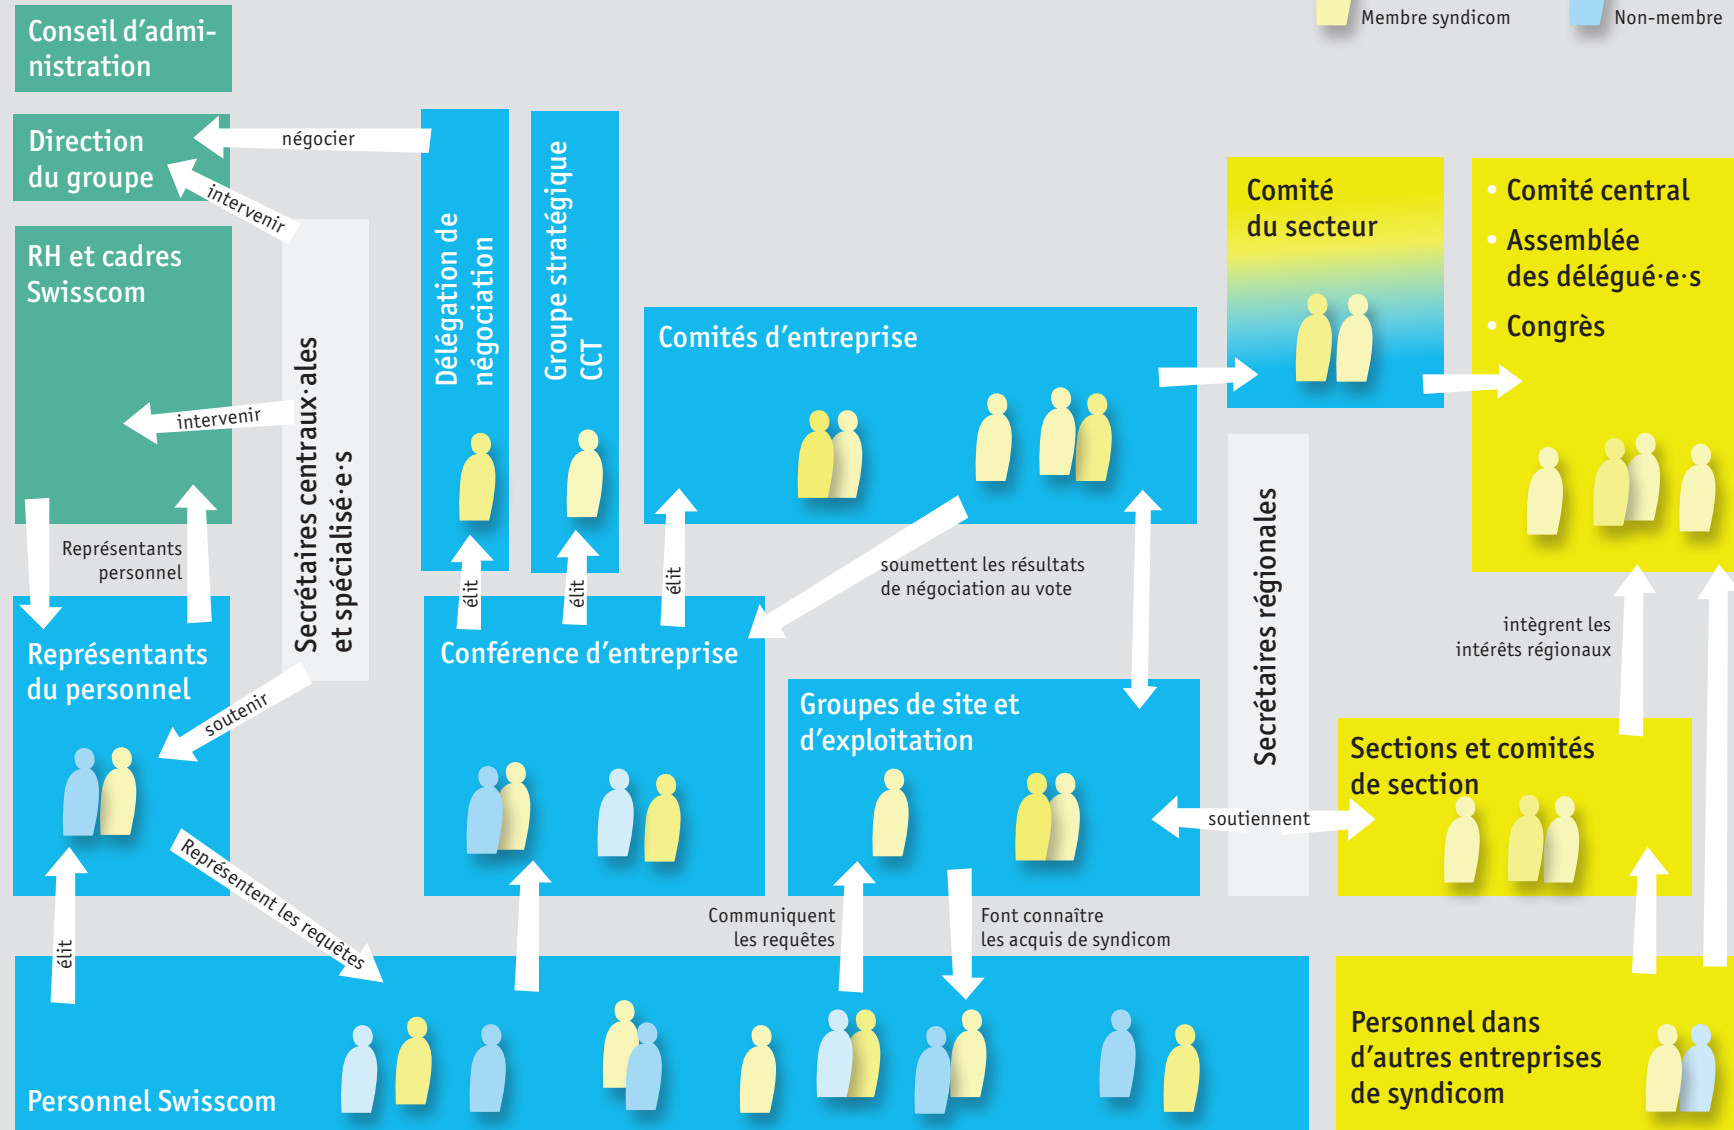 Membre syndicom
Non-membre
Conseil d’admi-
nistration
Direction
du groupe
négocier
intervenir
RH et cadres
Swisscom
intervenir
Secrétaires centraux·ales
et spécialisé·e·s
Délégation de
négociation
Groupe stratégique
CCT
Comités d’entreprise
Comité
du secteur
• Comité central
• Assemblée
des délégué·e·s
• Congrès
Représentants
personnel
élit
élit
élit
soumettent les résultats
de négociation au vote
Secrétaires régionales
intègrent les
intérêts régionaux
Représentants
du personnel
soutenir
Conférence d’entreprise
Groupes de site et
d’exploitation
Sections et comités
de section
soutiennent
Représentent les requêtes
élit
Communiquent
les requêtes
Font connaître
les acquis de syndicom
Personnel Swisscom
Personnel dans
d’autres entreprises
de syndicom